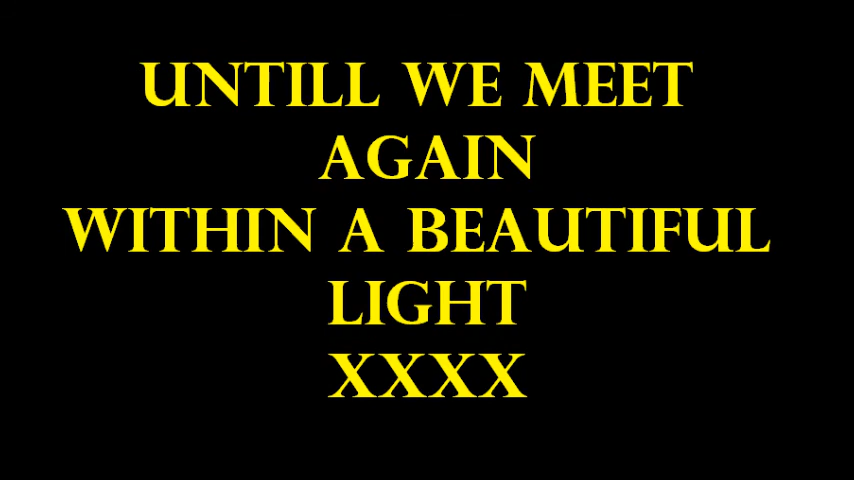 UNTILL WE MEET
AGAIN
WITHIN A BEAUTIFUL
LIGHT
XXXX